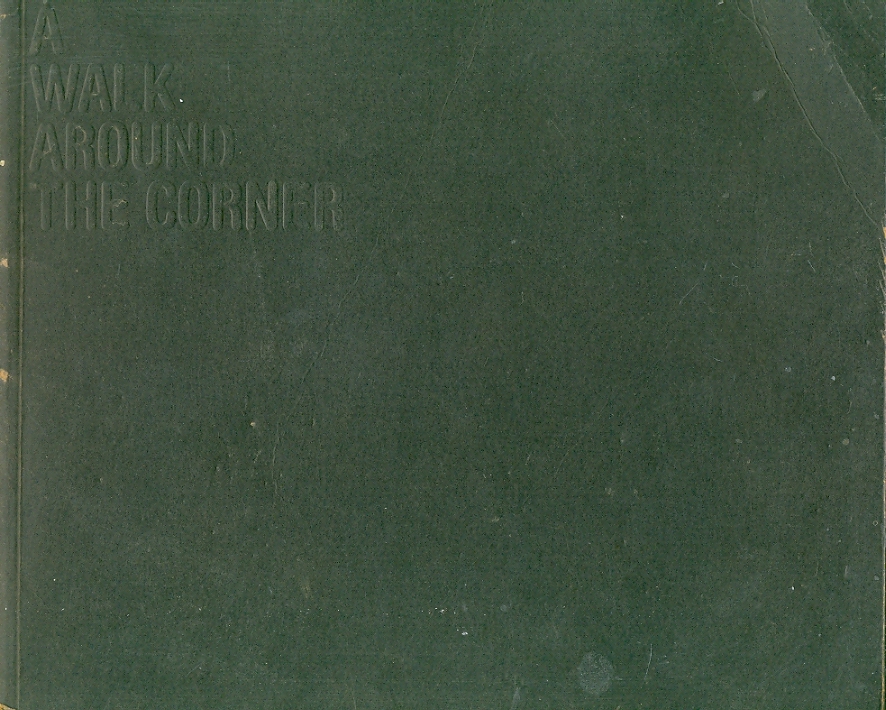 A
WALK
AROUND
THE CORNER